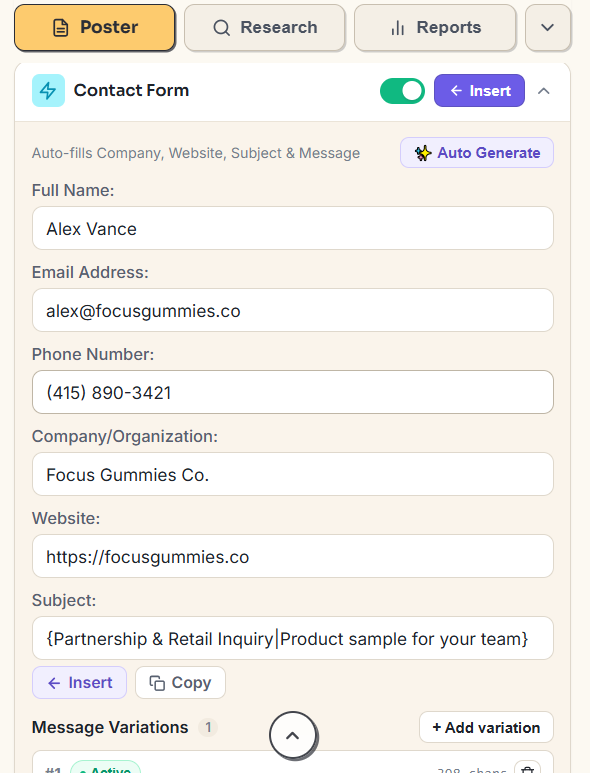 Poster
Research
Reports
Contact Form
Insert
Auto-fills Company, Website, Subject & Message
Auto Generate
Full Name:
Alex Vance
Email Address:
alex@focusgummies.co
Phone Number:
(415) 890-3421
Company/Organization:
Focus Gummies Co.
Website:
https://focusgummies.co
Subject:
{Partnership & Retail Inquiry|Product sample for your team}
Insert
Copy
Message Variations 1
+ Add variation
#1
Active